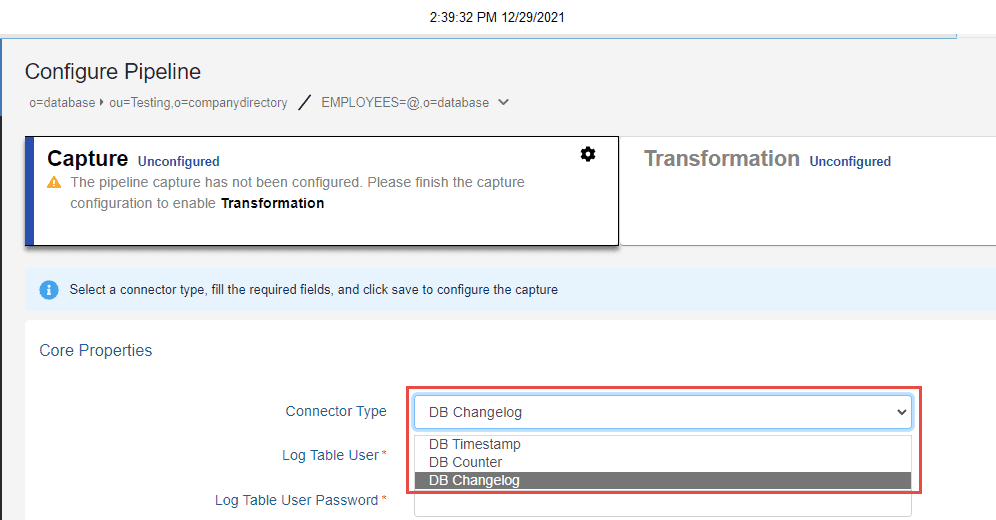 2:39:32 PM 12/29/2021
Configure Pipeline
o=database ou=Testing,o=companydirectory / EMPLOYEES=@,o=database
Capture Unconfigured
The pipeline capture has not been configured. Please finish the capture
configuration to enable Transformation
Transformation Unconfigured
Select a connector type, fill the required fields, and click save to configure the capture
Core Properties
Connector Type DB Changelog
DB Timestamp
Log Table User*
DB Counter
DB Changelog
Log Table User Password*